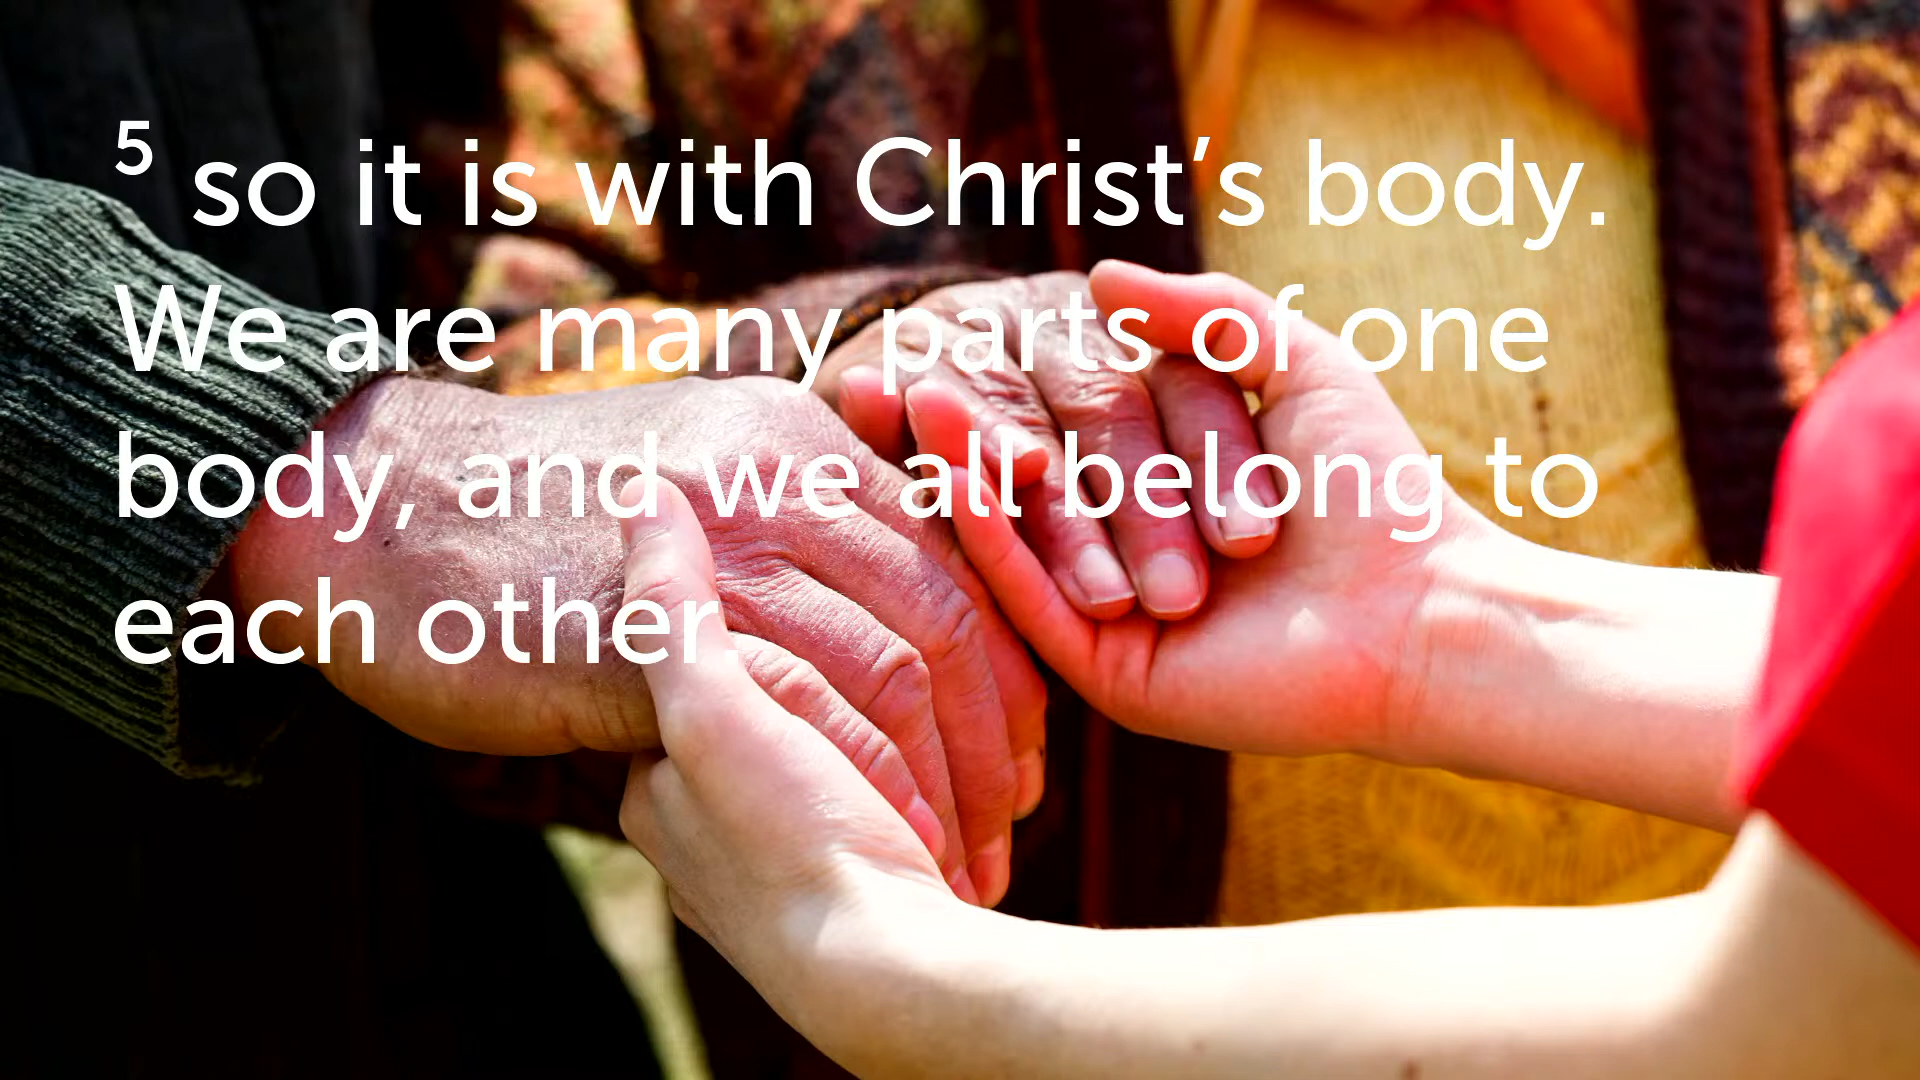 5 so it is with Christ’s body.
We are many parts of one
body, and we all belong to
each other.